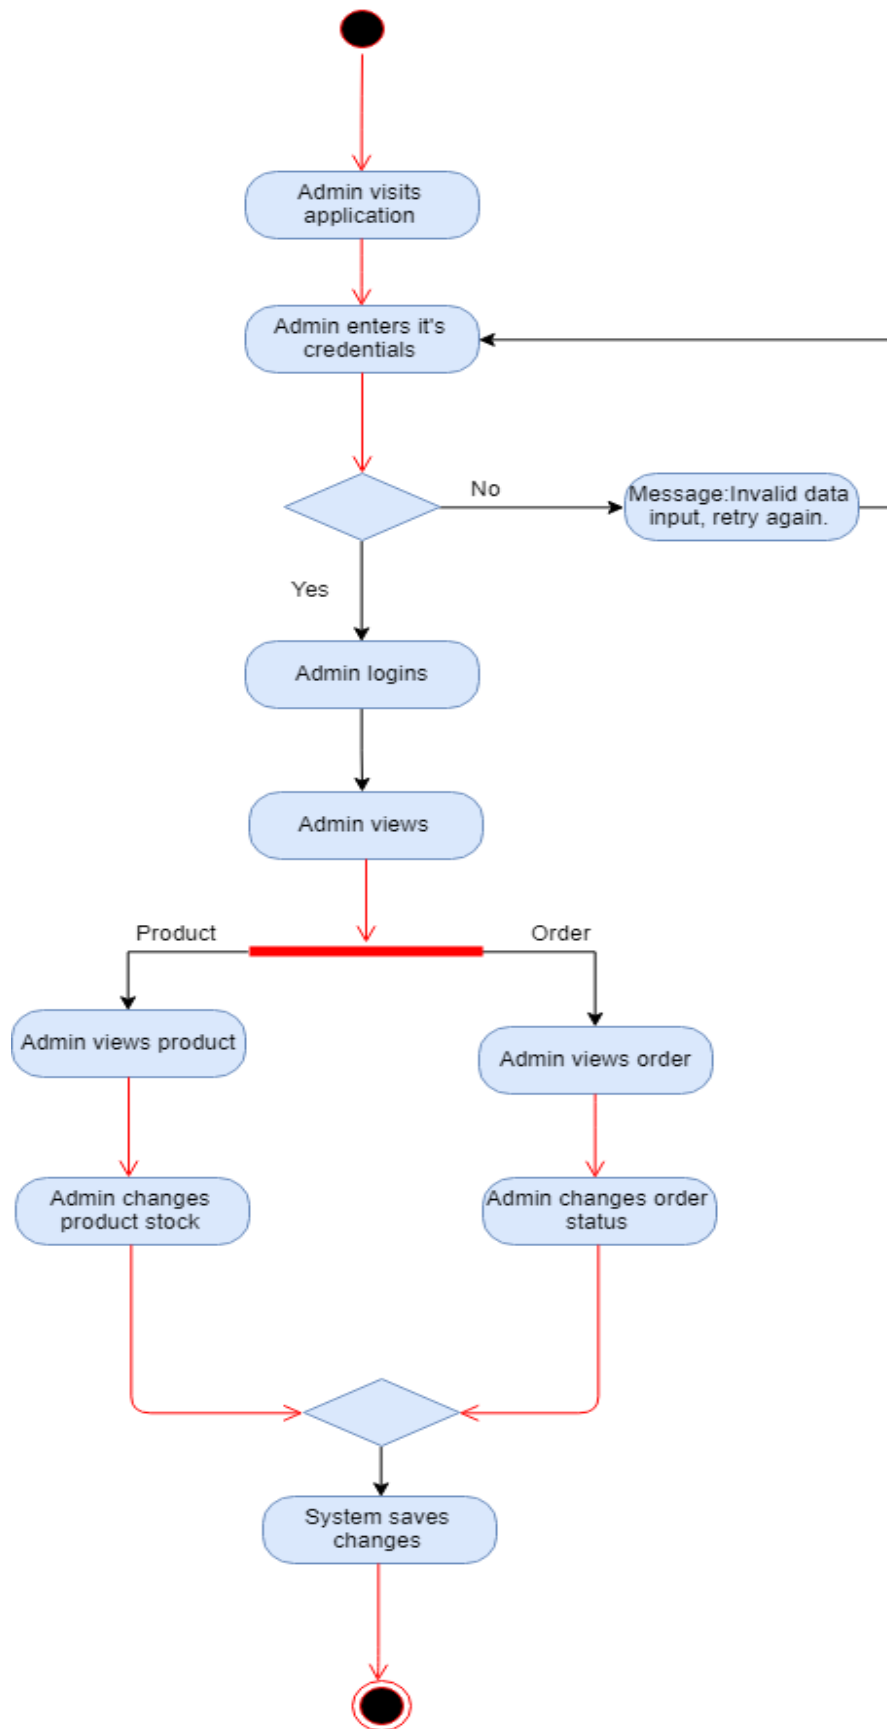 Admin visits
application
Admin enters it's
credentials
No
Message:Invalid data
input, retry again.
Yes
Admin logins
Admin views
Product
Order
Admin views product
Admin views order
Admin changes
product stock
Admin changes order
status
System saves
changes